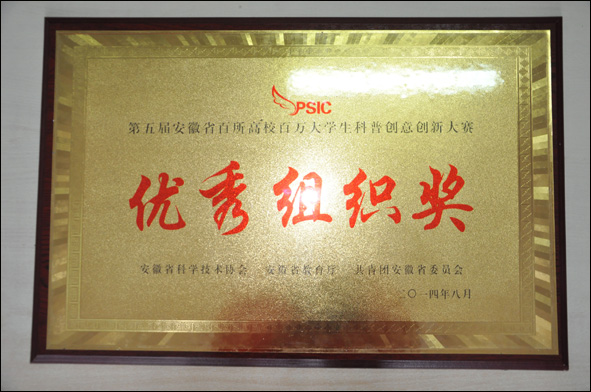 PSIC
第五届安徽省百所高校百万大学生科普创意创新大赛
优秀组织奖
安徽省科学技术协会 安徽省教育厅 共青团安徽省委员会
二〇一四年八月